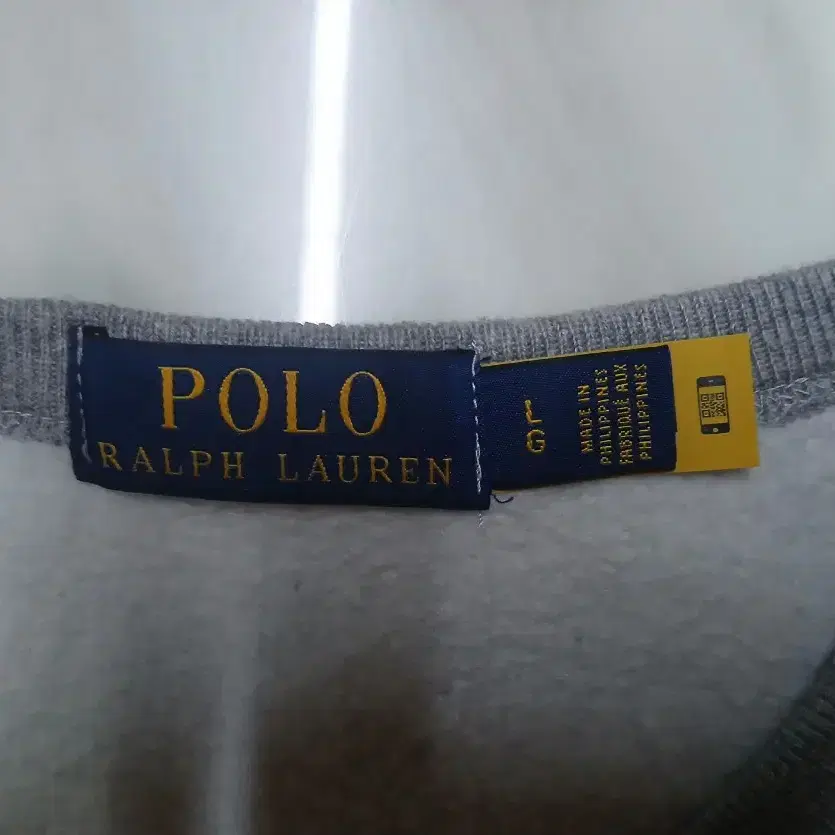 POLO
RALPH LAUREN
L
G
MADE IN
PHILIPPINES
FABRIQUÉ AUX
PHILIPPINES